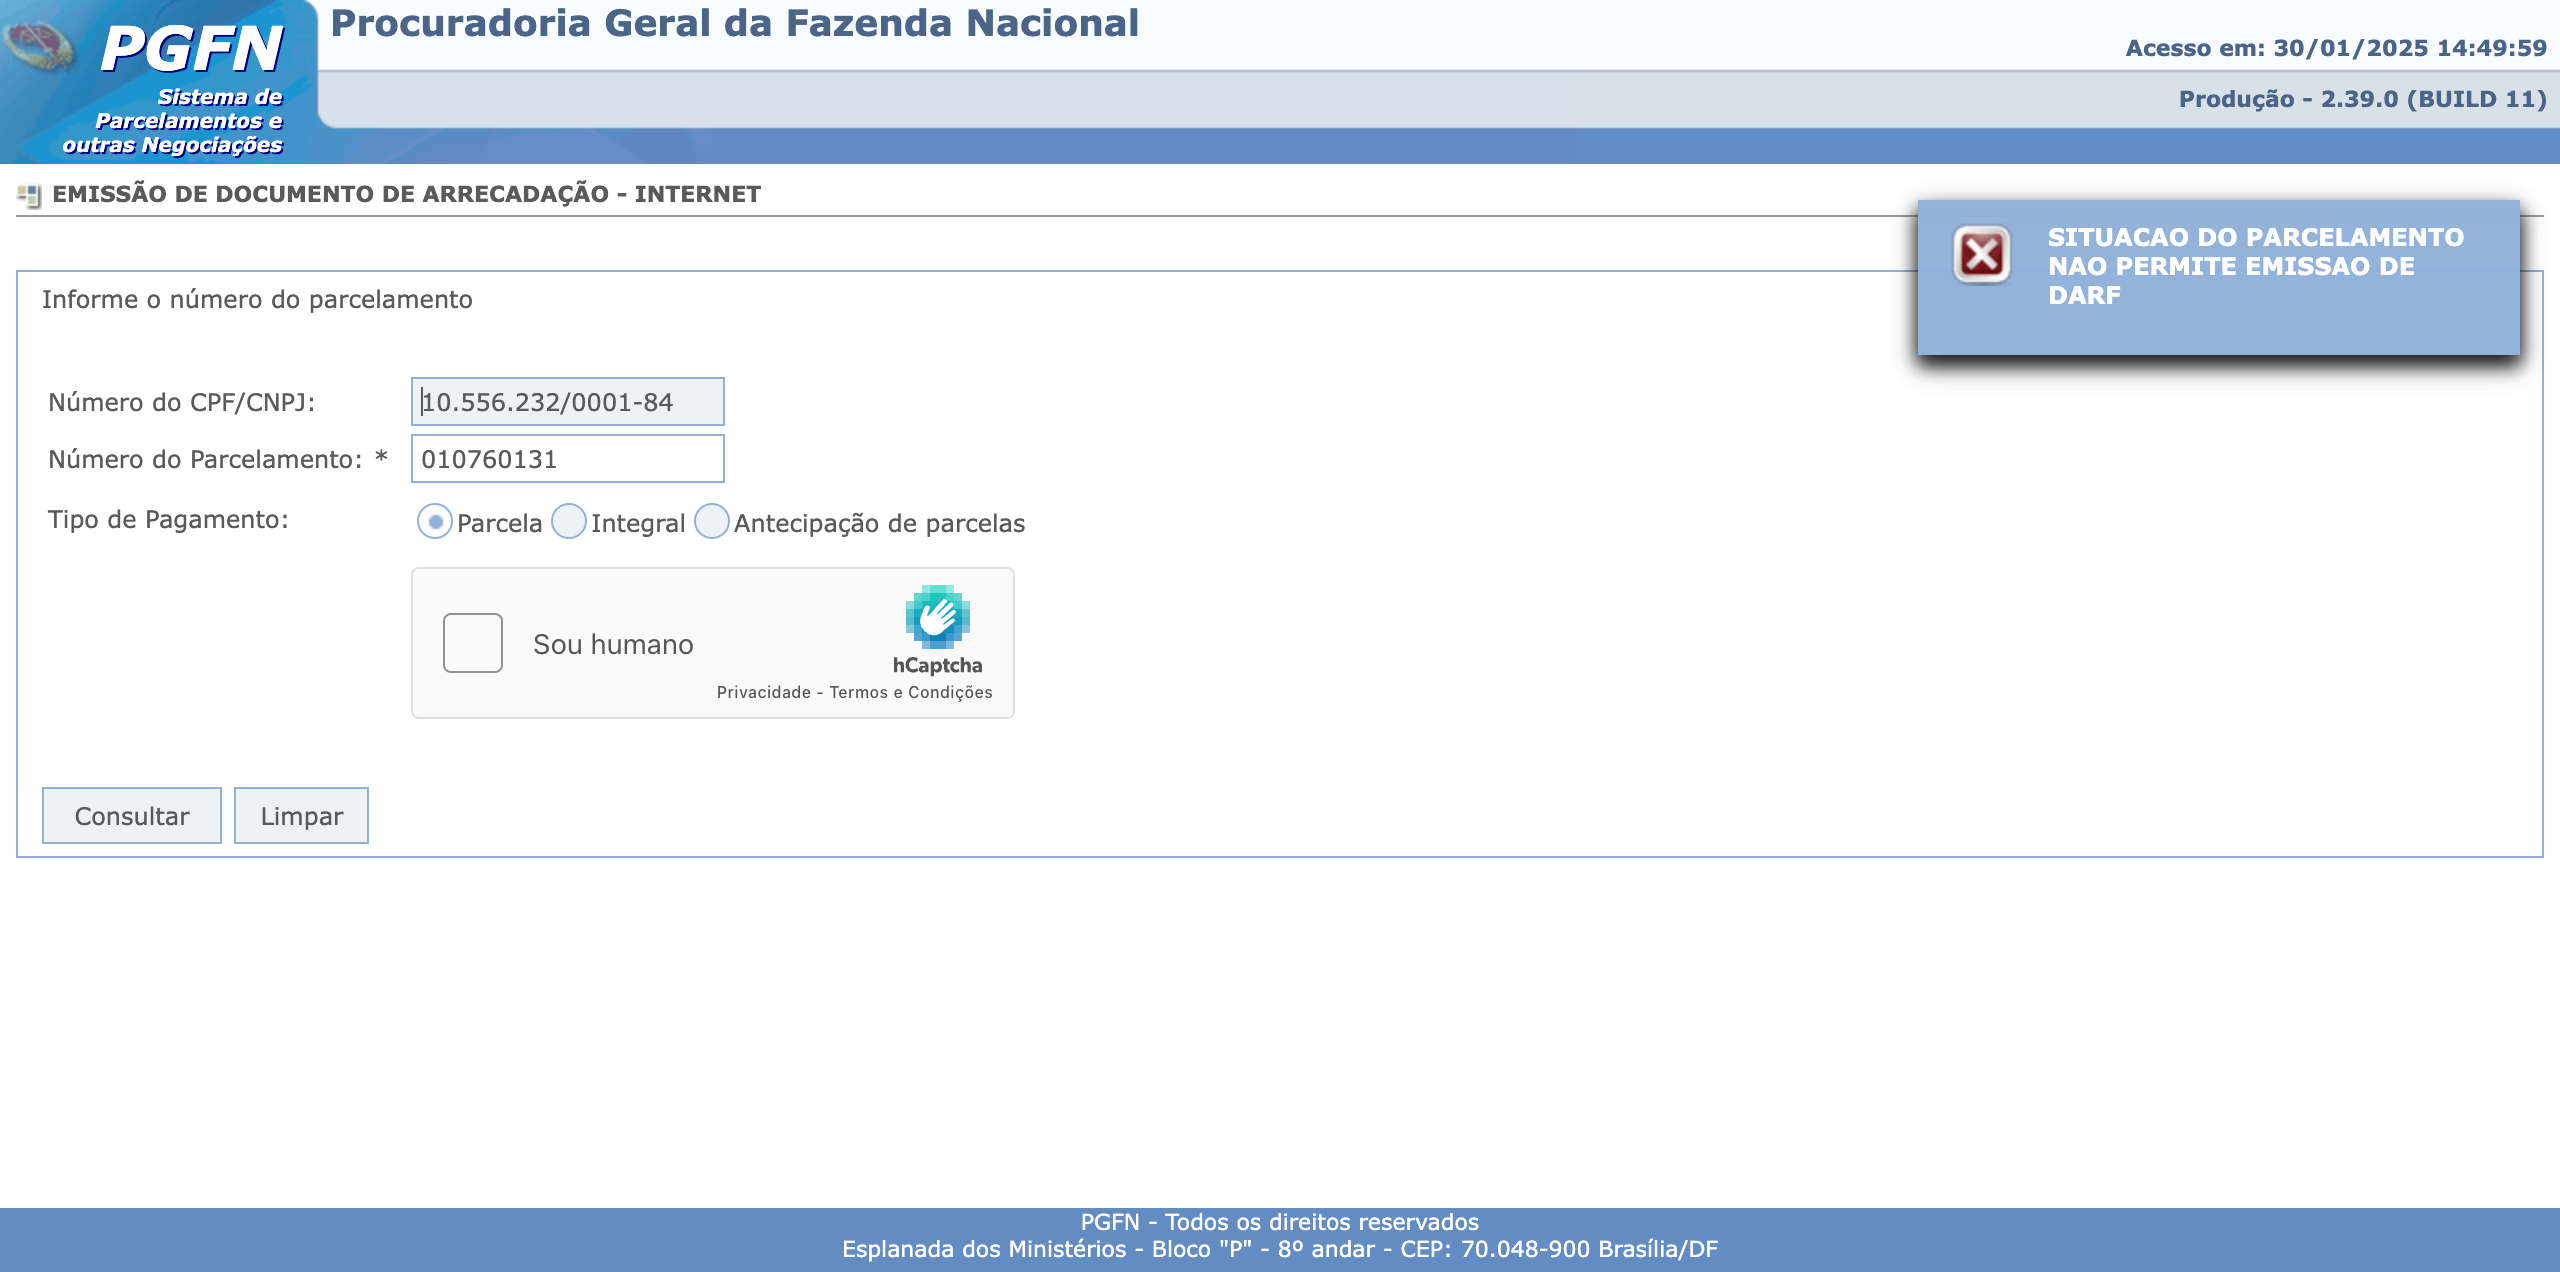 PGFN
Sistema de
Parcelamentos e
outras Negociações
Procuradoria Geral da Fazenda Nacional
Acesso em: 30/01/2025 14:49:59
Produção - 2.39.0 (BUILD 11)
EMISSÃO DE DOCUMENTO DE ARRECADAÇÃO - INTERNET
SITUACAO DO PARCELAMENTO
NAO PERMITE EMISSAO DE
DARF
Informe o número do parcelamento
Número do CPF/CNPJ: 10.556.232/0001-84
Número do Parcelamento: * 010760131
Tipo de Pagamento: Parcela Integral Antecipação de parcelas
Sou humano
hCaptcha
Privacidade - Termos e Condições
Consultar Limpar
PGFN - Todos os direitos reservados
Esplanada dos Ministérios - Bloco "P" - 8º andar - CEP: 70.048-900 Brasília/DF